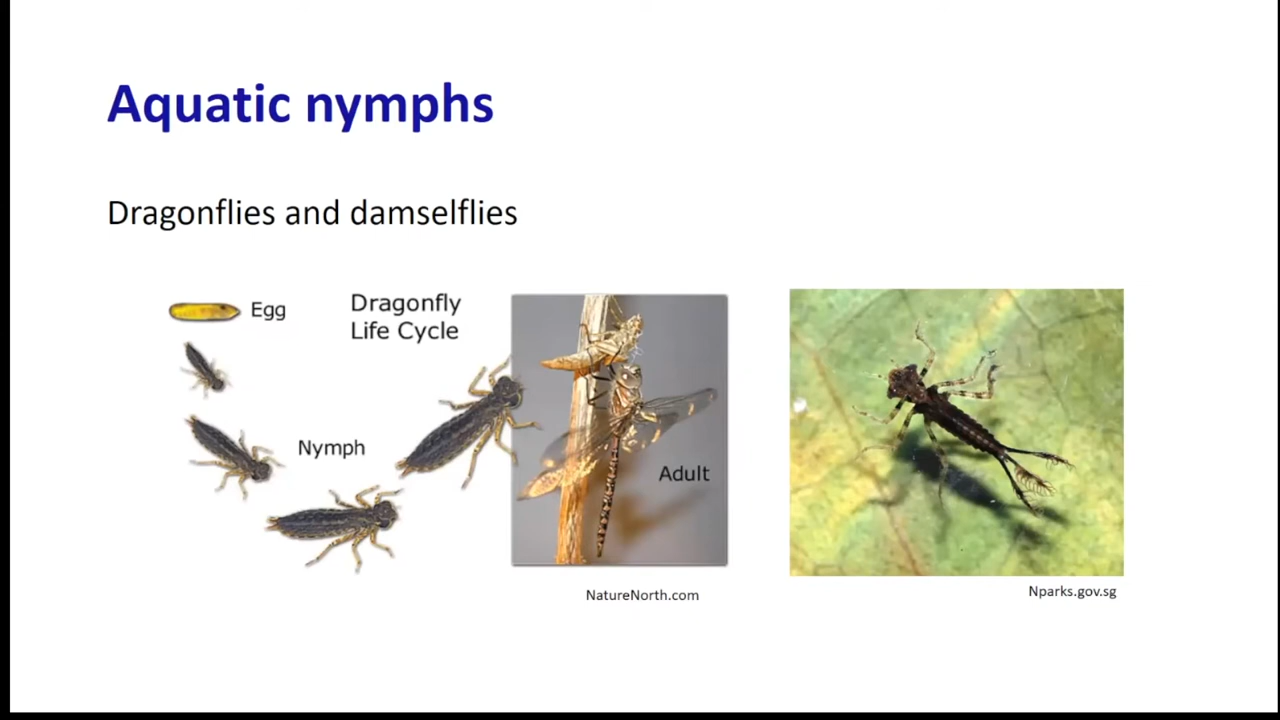 Aquatic nymphs
Dragonflies and damselflies
Egg
Dragonfly
Life Cycle
Nymph
Adult
NatureNorth.com
Nparks.gov.sg